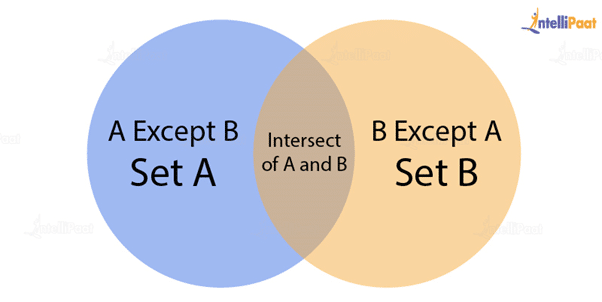 IntelliPaat
A Except B
Set A
Intersect
of A and B
B Except A
Set B